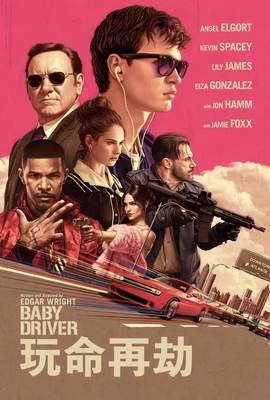 ANSEL ELGORT
KEVIN SPACEY
LILY JAMES
EIZA GONZALEZ
WITH JON HAMM
AND JAMIE FOXX
Written and Directed by
EDGAR WRIGHT
BABY
DRIVER
玩命再劫